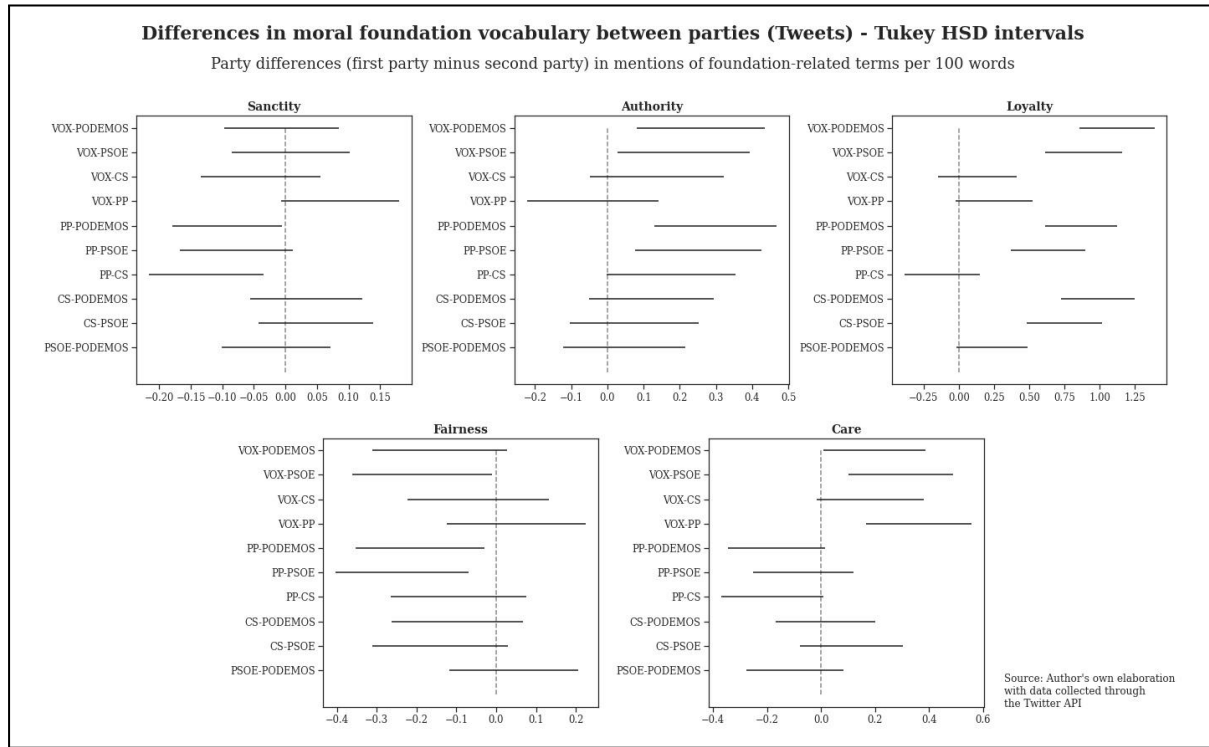 Differences in moral foundation vocabulary between parties (Tweets) - Tukey HSD intervals
Party differences (first party minus second party) in mentions of foundation-related terms per 100 words
Sanctity
VOX-PODEMOS
VOX-PSOE
VOX-CS
VOX-PP
PP-PODEMOS
PP-PSOE
PP-CS
CS-PODEMOS
CS-PSOE
PSOE-PODEMOS
−0.20 −0.15 −0.10 −0.05 0.00 0.05 0.10 0.15
Authority
VOX-PODEMOS
VOX-PSOE
VOX-CS
VOX-PP
PP-PODEMOS
PP-PSOE
PP-CS
CS-PODEMOS
CS-PSOE
PSOE-PODEMOS
−0.2 −0.1 0.0 0.1 0.2 0.3 0.4 0.5
Loyalty
VOX-PODEMOS
VOX-PSOE
VOX-CS
VOX-PP
PP-PODEMOS
PP-PSOE
PP-CS
CS-PODEMOS
CS-PSOE
PSOE-PODEMOS
−0.25 0.00 0.25 0.50 0.75 1.00 1.25
Fairness
VOX-PODEMOS
VOX-PSOE
VOX-CS
VOX-PP
PP-PODEMOS
PP-PSOE
PP-CS
CS-PODEMOS
CS-PSOE
PSOE-PODEMOS
−0.4 −0.3 −0.2 −0.1 0.0 0.1 0.2
Care
VOX-PODEMOS
VOX-PSOE
VOX-CS
VOX-PP
PP-PODEMOS
PP-PSOE
PP-CS
CS-PODEMOS
CS-PSOE
PSOE-PODEMOS
−0.4 −0.2 0.0 0.2 0.4 0.6
Source: Author's own elaboration
with data collected through
the Twitter API